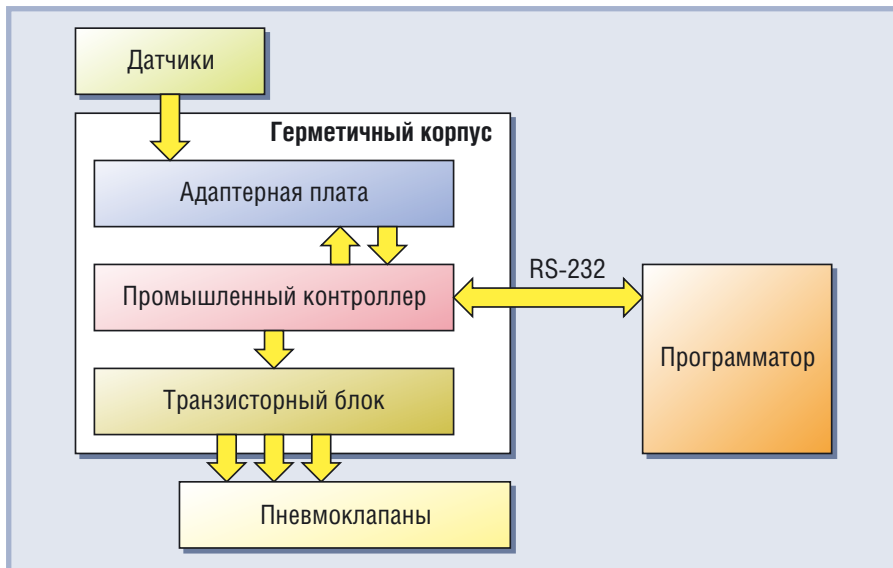 Датчики
Герметичный корпус
Адаптерная плата
RS-232
Промышленный контроллер
Программатор
Транзисторный блок
Пневмоклапаны